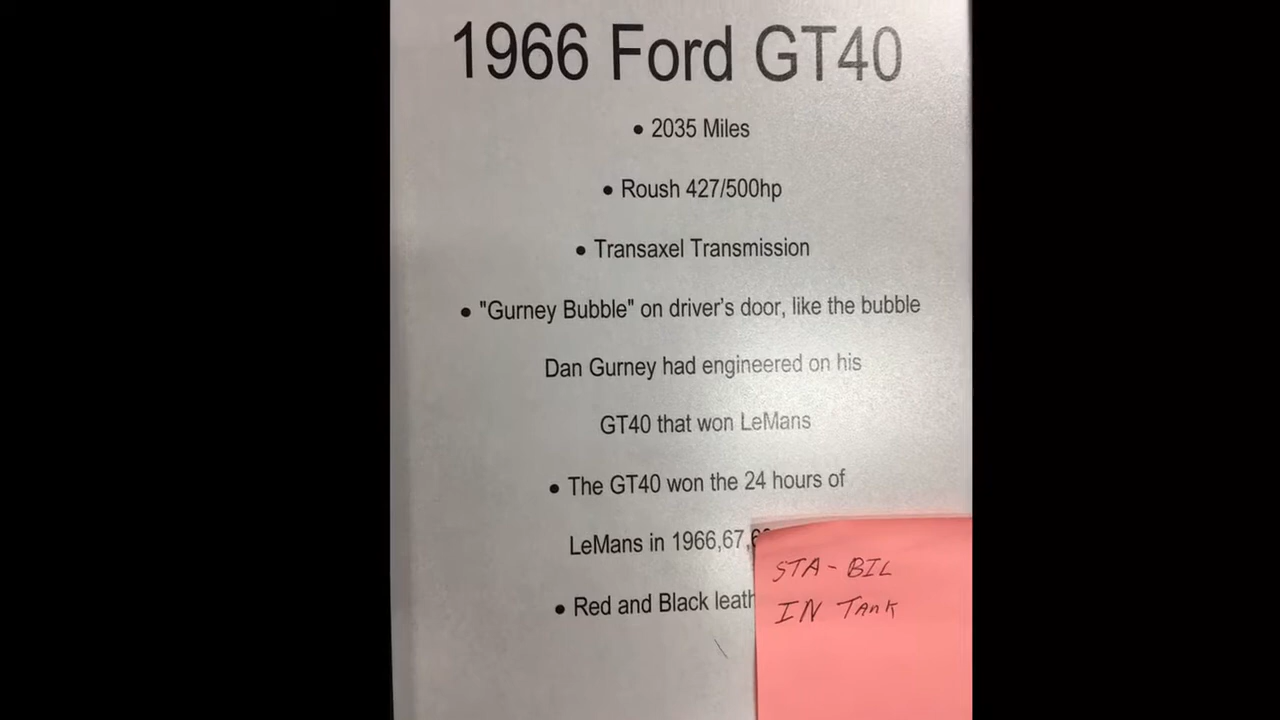 1966 Ford GT40
• 2035 Miles
• Roush 427/500hp
• Transaxel Transmission
• "Gurney Bubble" on driver's door, like the bubble
Dan Gurney had engineered on his
GT40 that won LeMans
• The GT40 won the 24 hours of
LeMans in 1966,67,
• Red and Black
STA-BIL
IN TANK